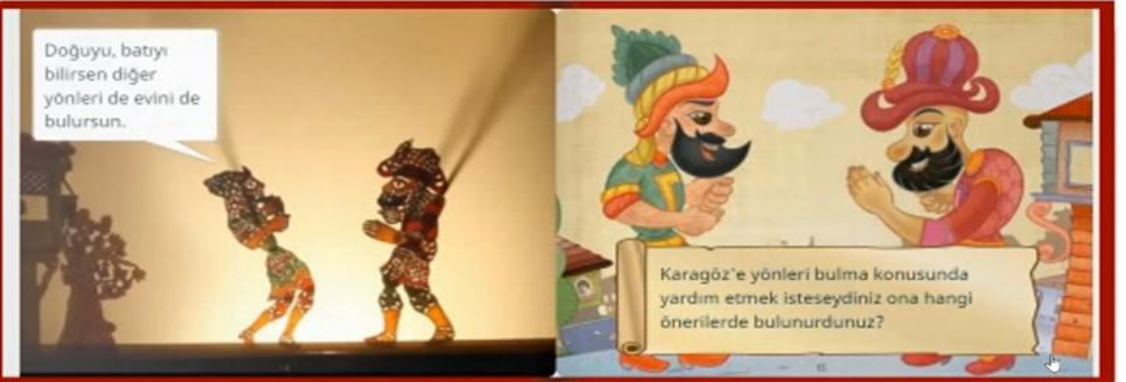 Doğuyu, batıyı
bilirsen diğer
yönleri de evini de
bulursun.
Karagöz'e yönleri bulma konusunda
yardım etmek isteseydiniz ona hangi
önerilerde bulunurdunuz?